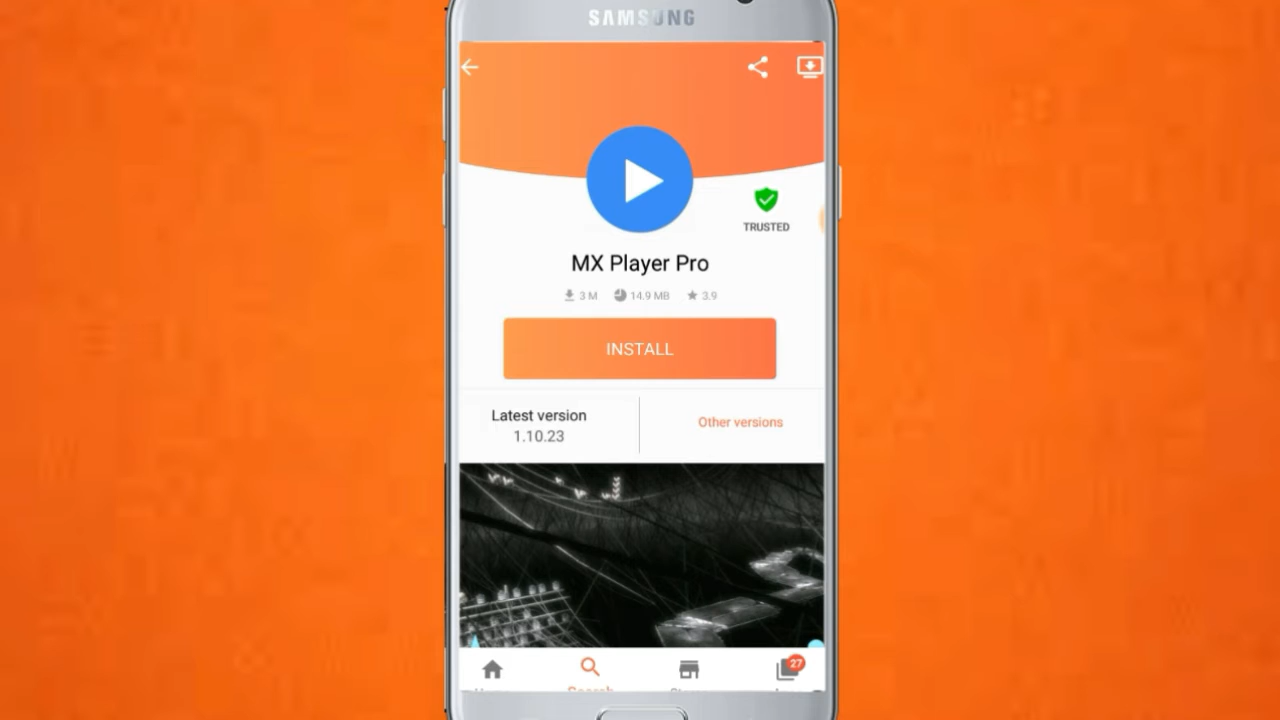 SAMSUNG
TRUSTED
MX Player Pro
3 M 14.9 MB 3.9
INSTALL
Latest version
1.10.23
Other versions
27
Search